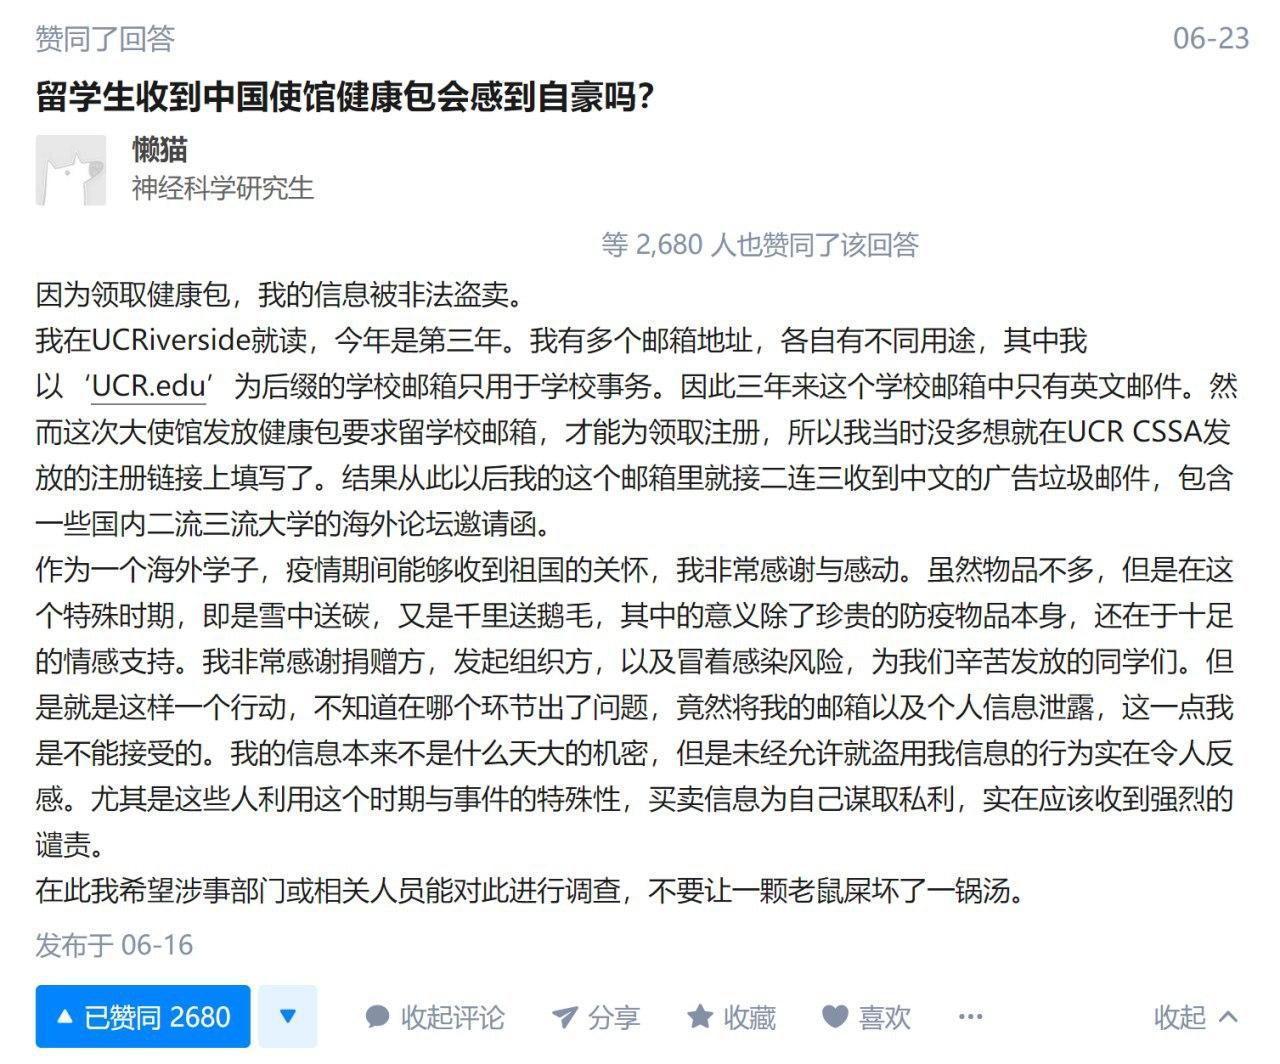 赞同了回答
06-23
留学生收到中国使馆健康包会感到自豪吗？
懒猫
神经科学研究生
等 2,680 人也赞同了该回答
因为领取健康包，我的信息被非法盗卖。
我在UCRiverside就读，今年是第三年。我有多个邮箱地址，各自有不同用途，其中我
以‘UCR.edu’为后缀的学校邮箱只用于学校事务。因此三年来这个学校邮箱中只有英文邮件。然
而这次大使馆发放健康包要求留学校邮箱，才能为领取注册，所以我当时没多想就在UCR CSSA发
放的注册链接上填写了。结果从此以后我的这个邮箱里就接二连三收到中文的广告垃圾邮件，包含
一些国内二流三流大学的海外论坛邀请函。
作为一个海外学子，疫情期间能够收到祖国的关怀，我非常感谢与感动。虽然物品不多，但是在这
个特殊时期，即是雪中送碳，又是千里送鹅毛，其中的意义除了珍贵的防疫物品本身，还在于十足
的情感支持。我非常感谢捐赠方，发起组织方，以及冒着感染风险，为我们辛苦发放的同学们。但
是就是这样一个行动，不知道在哪个环节出了问题，竟然将我的邮箱以及个人信息泄露，这一点我
是不能接受的。我的信息本来不是什么天大的机密，但是未经允许就盗用我信息的行为实在令人反
感。尤其是这些人利用这个时期与事件的特殊性，买卖信息为自己谋取私利，实在应该收到强烈的
谴责。
在此我希望涉事部门或相关人员能对此进行调查，不要让一颗老鼠屎坏了一锅汤。
发布于 06-16
已赞同 2680
收起评论
分享
收藏
喜欢
收起